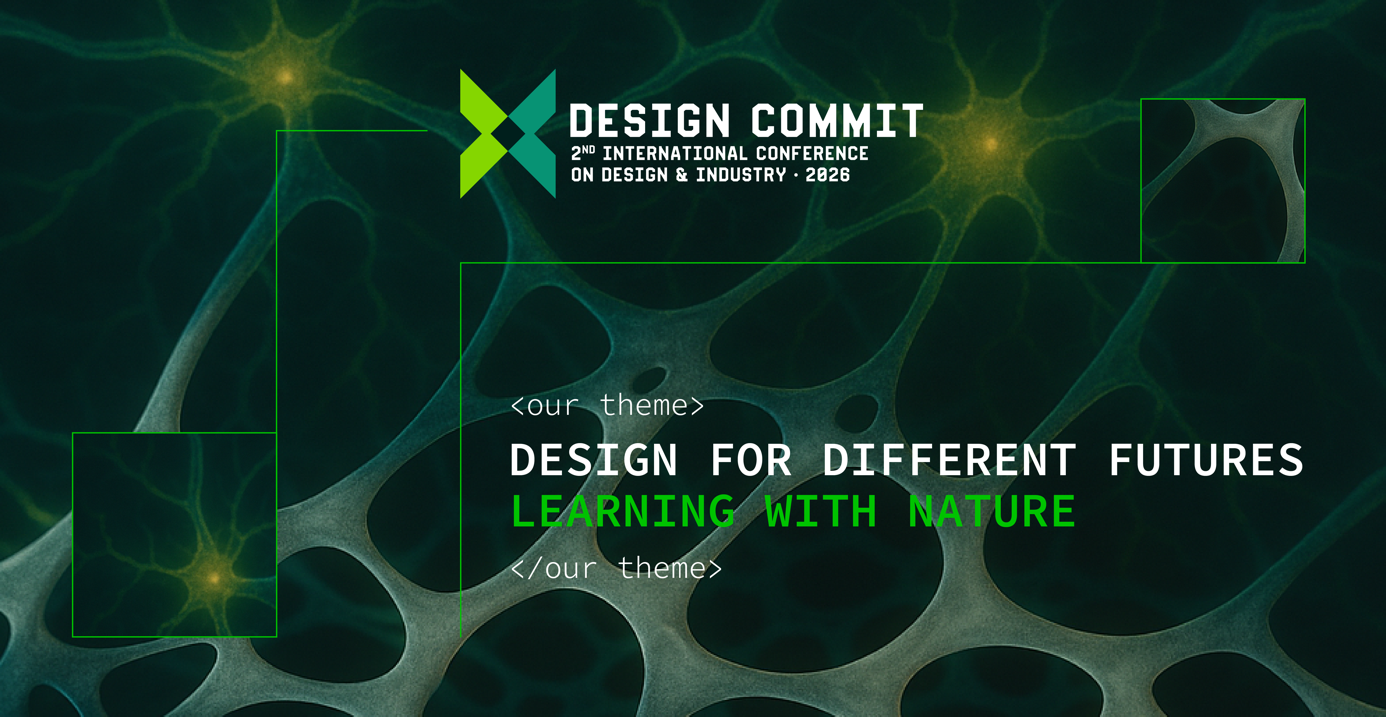 DESIGN COMMIT
2ND INTERNATIONAL CONFERENCE
ON DESIGN & INDUSTRY · 2026
<our theme>
DESIGN FOR DIFFERENT FUTURES
LEARNING WITH NATURE
</our theme>